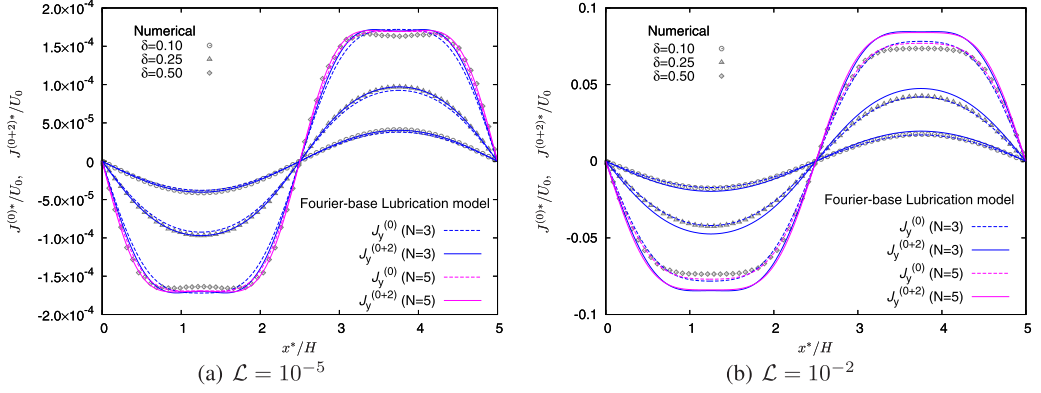 2.0×10⁻⁴
1.5×10⁻⁴
1.0×10⁻⁴
5.0×10⁻⁵
0
-5.0×10⁻⁵
-1.0×10⁻⁴
-1.5×10⁻⁴
-2.0×10⁻⁴
J^(0)*/U₀, J^(0+2)*/U₀
Numerical
δ=0.10
δ=0.25
δ=0.50
Fourier-base Lubrication model
J_y^(0) (N=3)
J_y^(0+2) (N=3)
J_y^(0) (N=5)
J_y^(0+2) (N=5)
0 1 2 3 4 5
x*/H
(a) ℒ = 10⁻⁵
0.1
0.05
0
-0.05
-0.1
J^(0)*/U₀, J^(0+2)*/U₀
Numerical
δ=0.10
δ=0.25
δ=0.50
Fourier-base Lubrication model
J_y^(0) (N=3)
J_y^(0+2) (N=3)
J_y^(0) (N=5)
J_y^(0+2) (N=5)
0 1 2 3 4 5
x*/H
(b) ℒ = 10⁻²